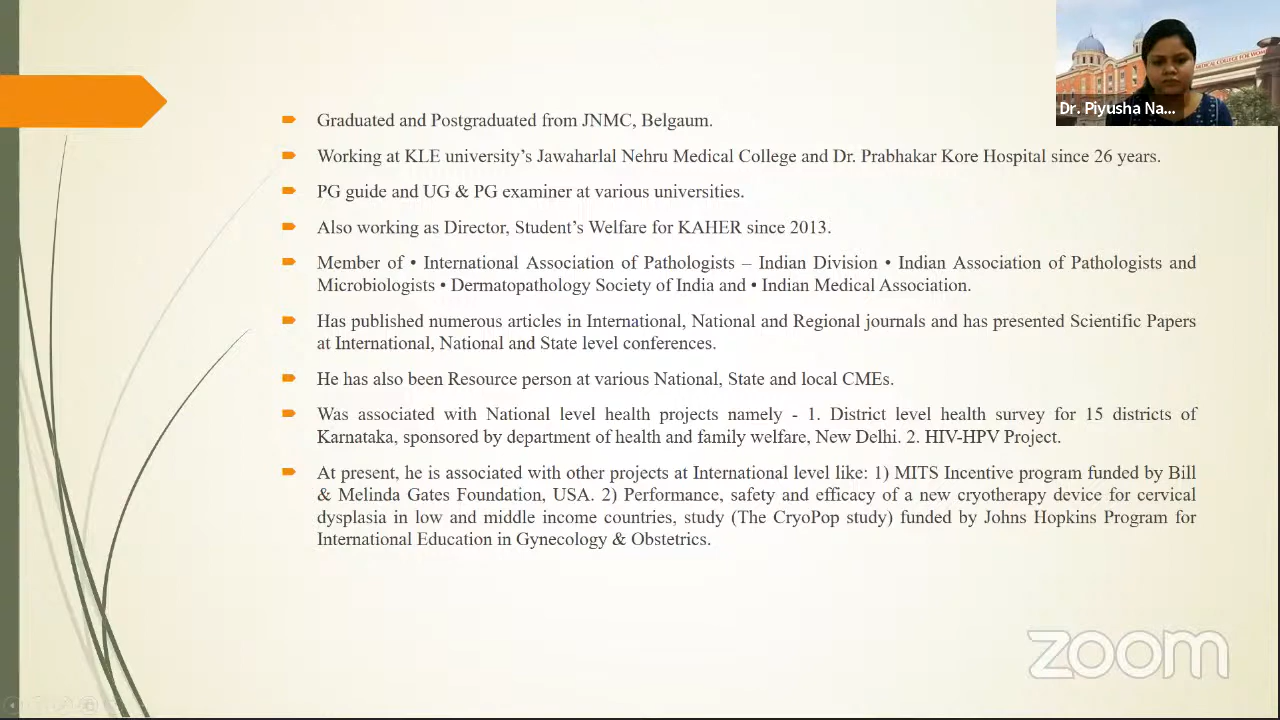 Graduated and Postgraduated from JNMC, Belgaum.
Working at KLE university's Jawaharlal Nehru Medical College and Dr. Prabhakar Kore Hospital since 26 years.
PG guide and UG & PG examiner at various universities.
Also working as Director, Student's Welfare for KAHER since 2013.
Member of • International Association of Pathologists – Indian Division • Indian Association of Pathologists and
Microbiologists • Dermatopathology Society of India and • Indian Medical Association.
Has published numerous articles in International, National and Regional journals and has presented Scientific Papers
at International, National and State level conferences.
He has also been Resource person at various National, State and local CMEs.
Was associated with National level health projects namely - 1. District level health survey for 15 districts of
Karnataka, sponsored by department of health and family welfare, New Delhi. 2. HIV-HPV Project.
At present, he is associated with other projects at International level like: 1) MITS Incentive program funded by Bill
& Melinda Gates Foundation, USA. 2) Performance, safety and efficacy of a new cryotherapy device for cervical
dysplasia in low and middle income countries, study (The CryoPop study) funded by Johns Hopkins Program for
International Education in Gynecology & Obstetrics.
COLLEGE FOR
Dr. Piyusha Na...
zoom